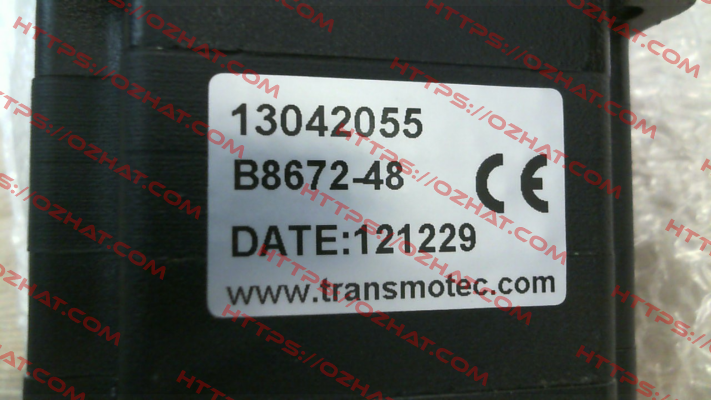 13042055
B8672-48
CE
DATE:121229
www.transmotec.com
HTTPS://OZHAT.COM